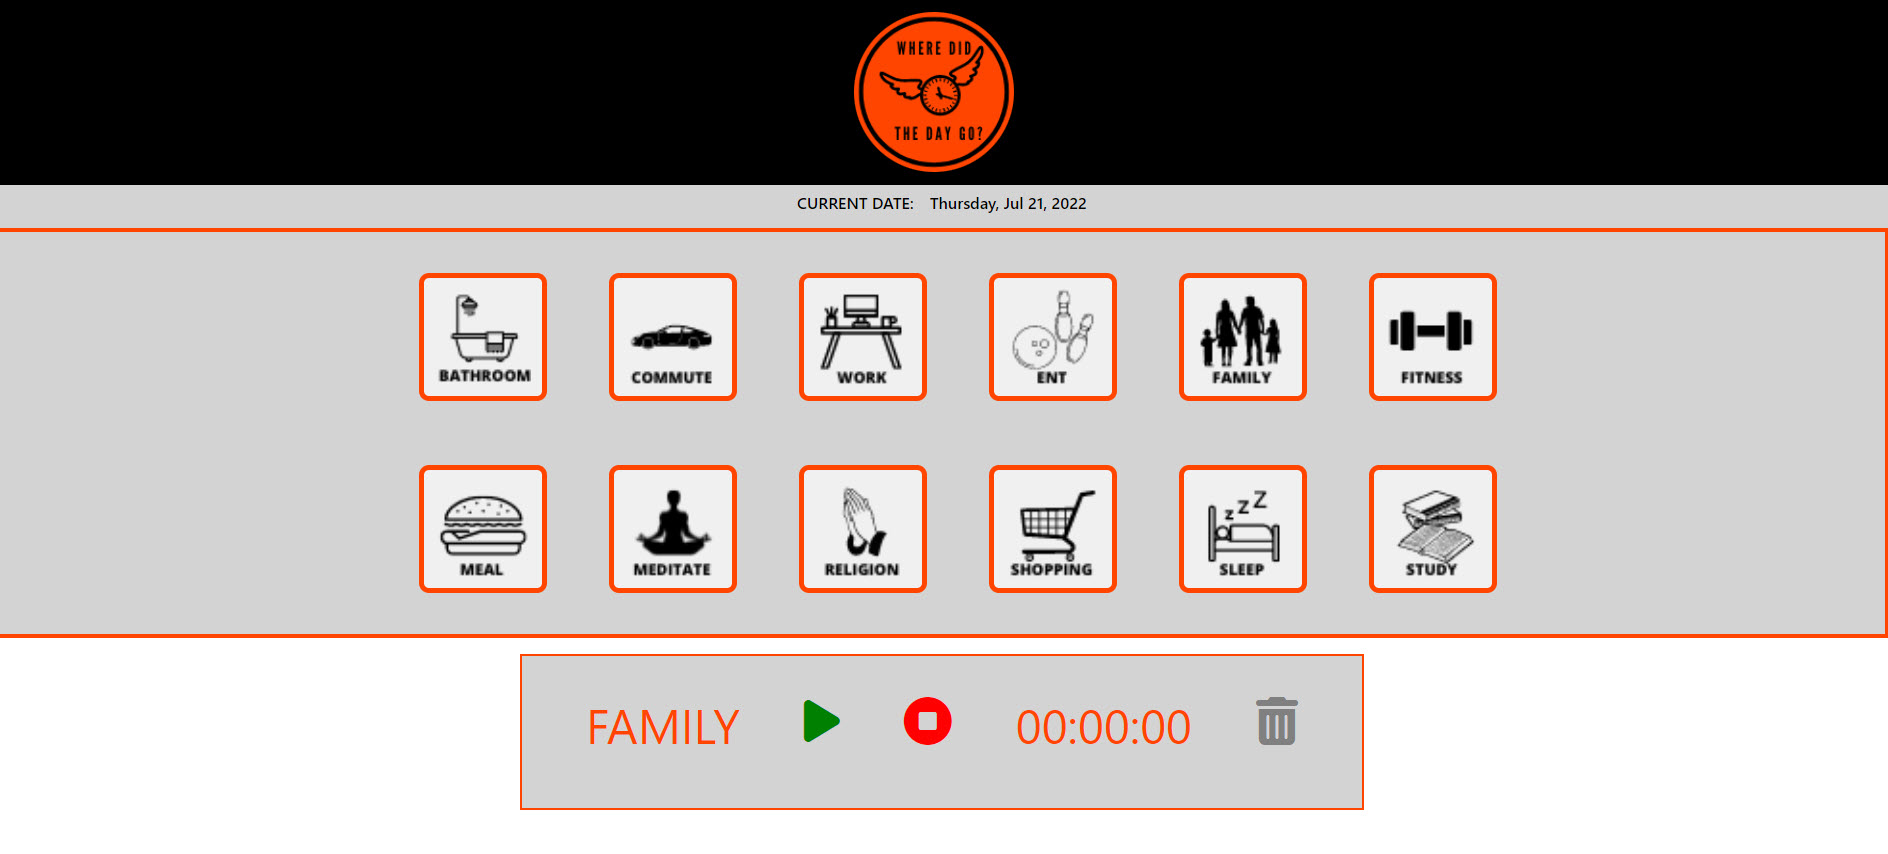 WHERE DID
THE DAY GO?
CURRENT DATE: Thursday, Jul 21, 2022
BATHROOM
COMMUTE
WORK
ENT
FAMILY
FITNESS
MEAL
MEDITATE
RELIGION
SHOPPING
zzZ
SLEEP
STUDY
FAMILY
00:00:00